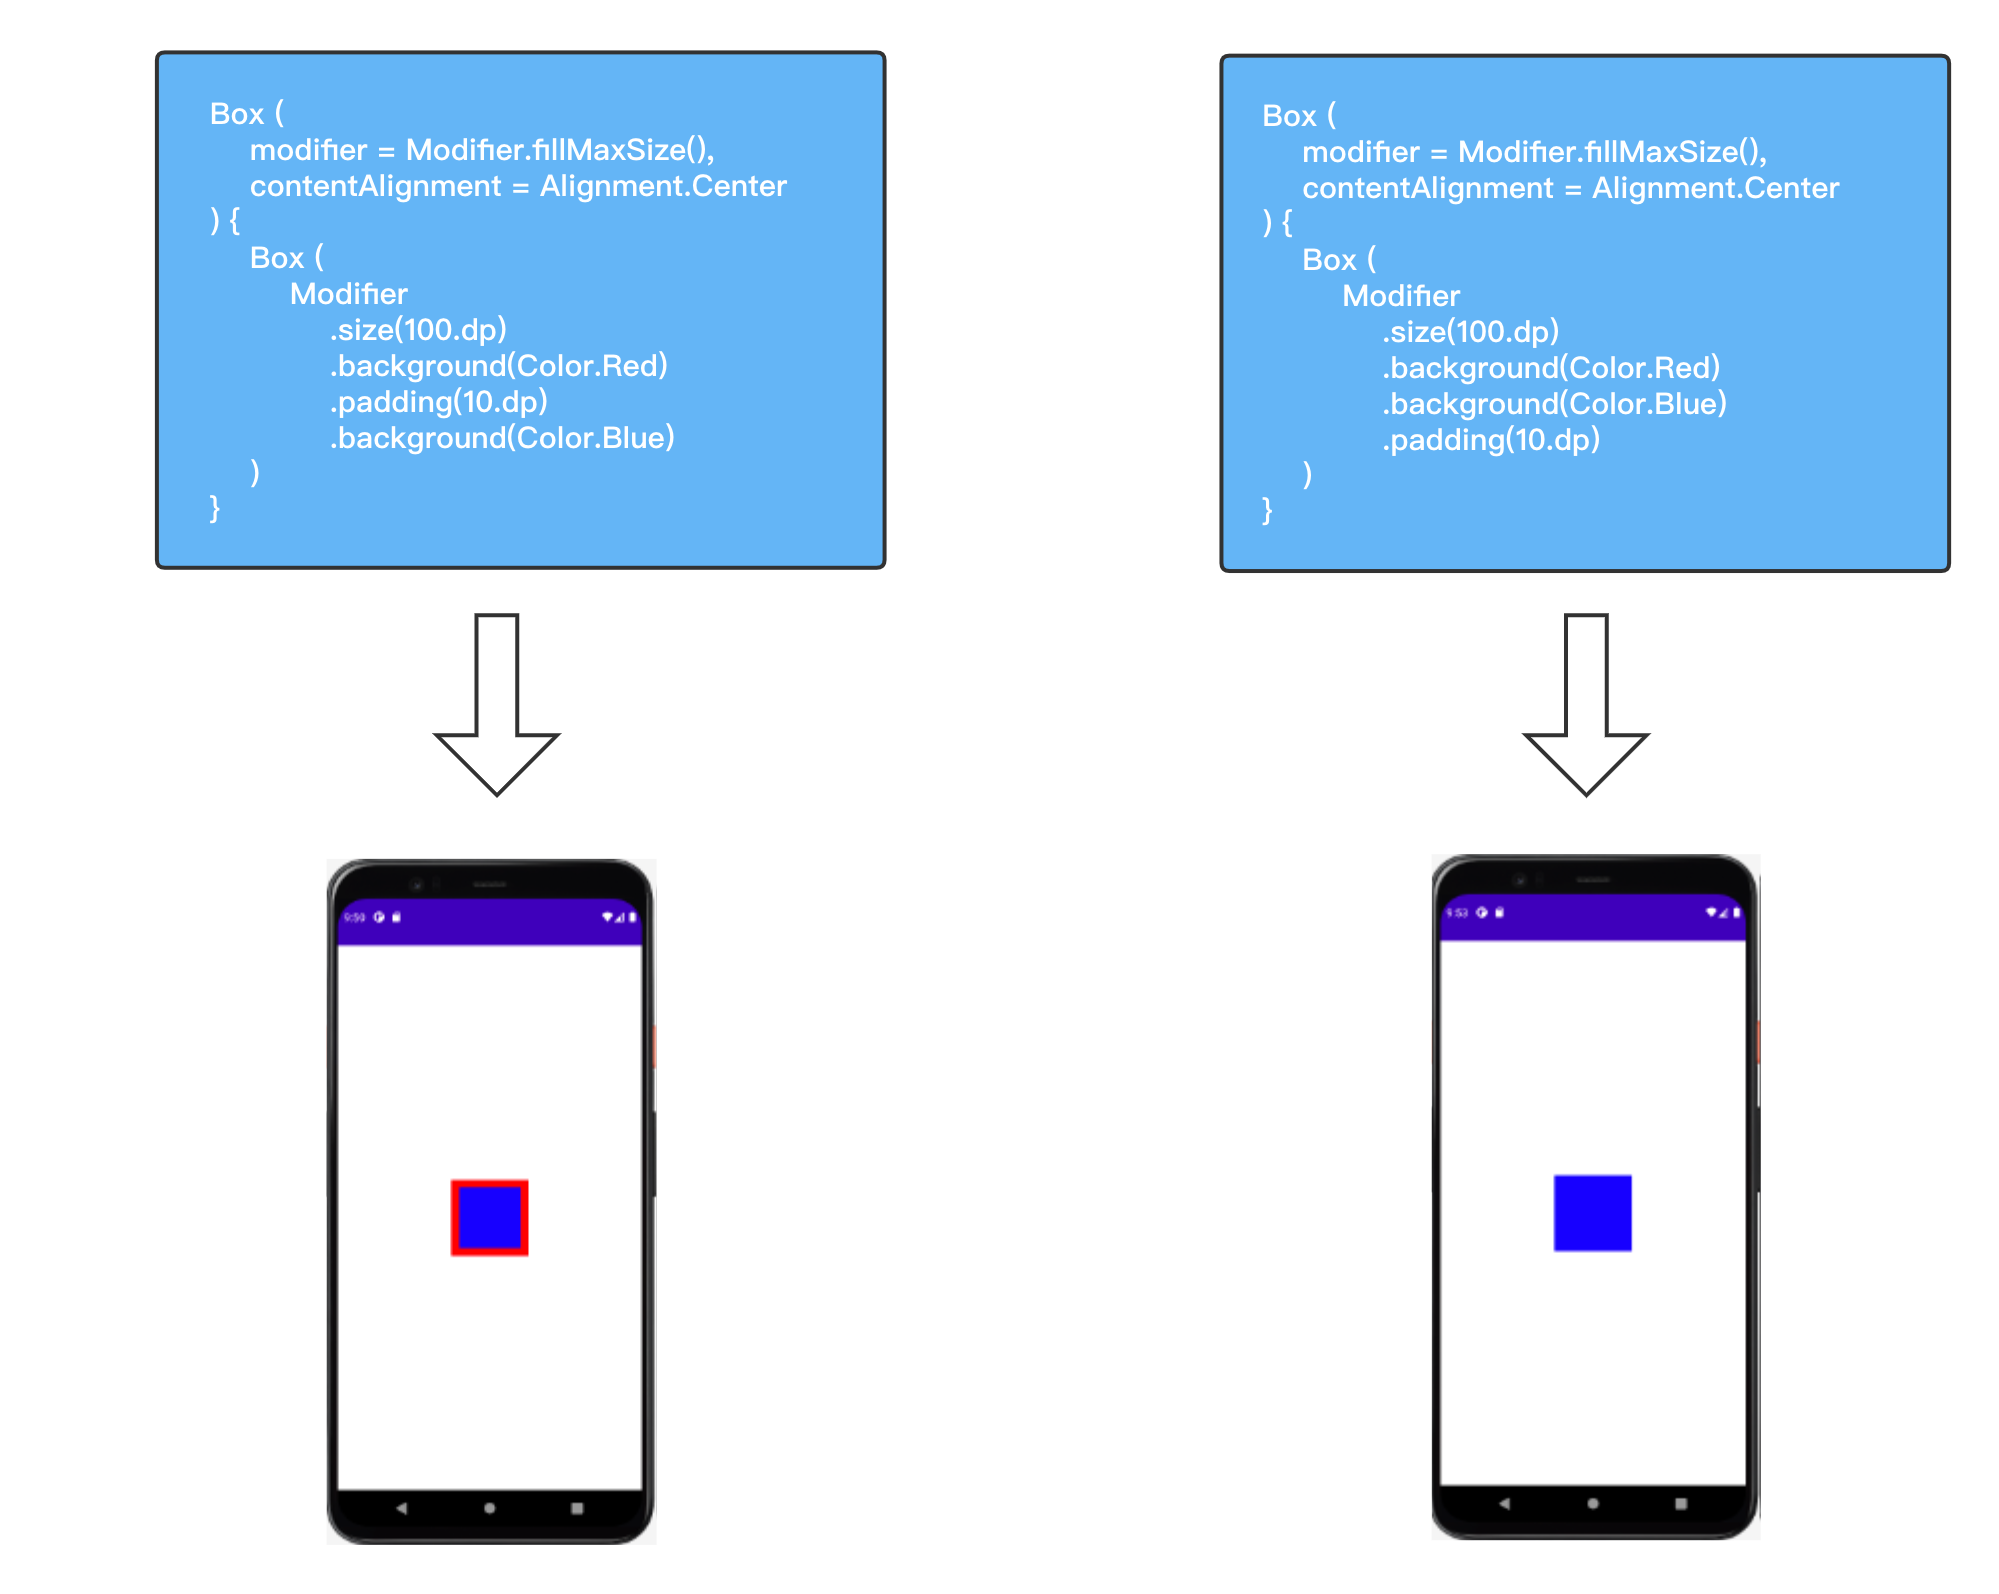 Box (
modifier = Modifier.fillMaxSize(),
contentAlignment = Alignment.Center
) {
Box (
Modifier
.size(100.dp)
.background(Color.Red)
.padding(10.dp)
.background(Color.Blue)
)
}
Box (
modifier = Modifier.fillMaxSize(),
contentAlignment = Alignment.Center
) {
Box (
Modifier
.size(100.dp)
.background(Color.Red)
.background(Color.Blue)
.padding(10.dp)
)
}
9:50
9:53